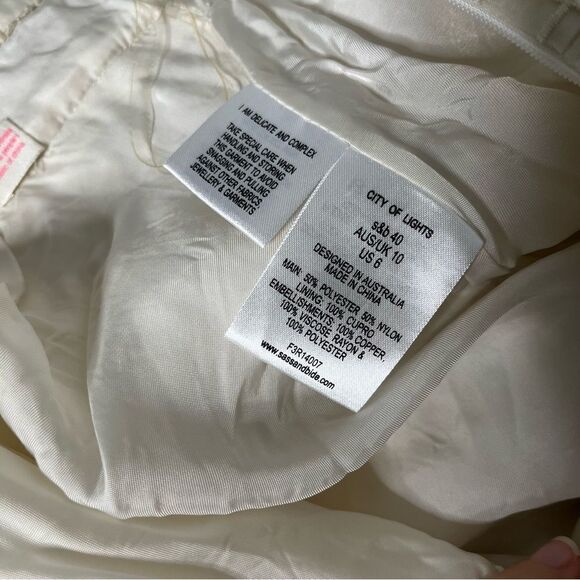 I AM DELICATE AND COMPLEX
TAKE SPECIAL CARE WHEN
HANDLING AND STORING
THIS GARMENT TO AVOID
SNAGGING AND PULLING
AGAINST OTHER FABRICS
JEWELLERY & GARMENTS
CITY OF LIGHTS
s&b 40
AUS/UK 10
US 6
DESIGNED IN AUSTRALIA
MADE IN CHINA
MAIN: 50% POLYESTER 50% NYLON
LINING: 100% CUPRO
EMBELLISHMENTS: 100% COPPER,
100% VISCOSE RAYON &
100% POLYESTER
F3R14007
www.sassandbide.com